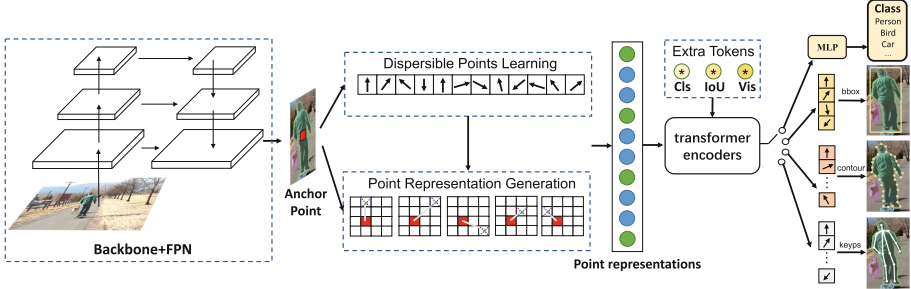 Backbone+FPN
Anchor
Point
Dispersible Points Learning
Point Representation Generation
Point representations
Extra Tokens
* * *
Cls IoU Vis
transformer
encoders
MLP
Class
Person
Bird
Car
...
bbox
contour
keyps